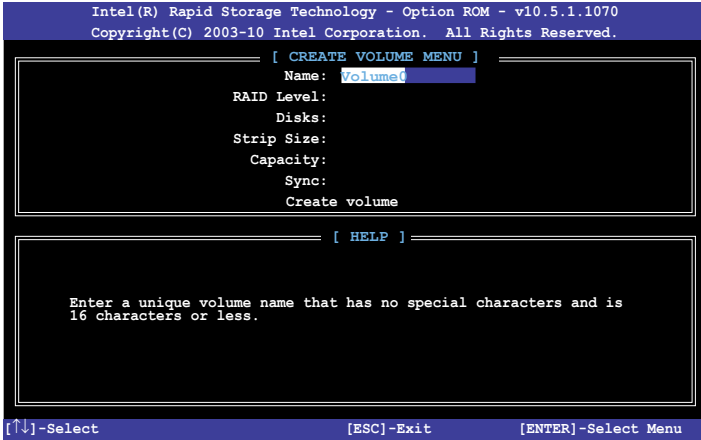 Intel(R) Rapid Storage Technology - Option ROM - v10.5.1.1070
Copyright(C) 2003-10 Intel Corporation. All Rights Reserved.
[ CREATE VOLUME MENU ]
Name: Volume0
RAID Level:
Disks:
Strip Size:
Capacity:
Sync:
Create volume
[ HELP ]
Enter a unique volume name that has no special characters and is
16 characters or less.
[↑↓]-Select [ESC]-Exit [ENTER]-Select Menu